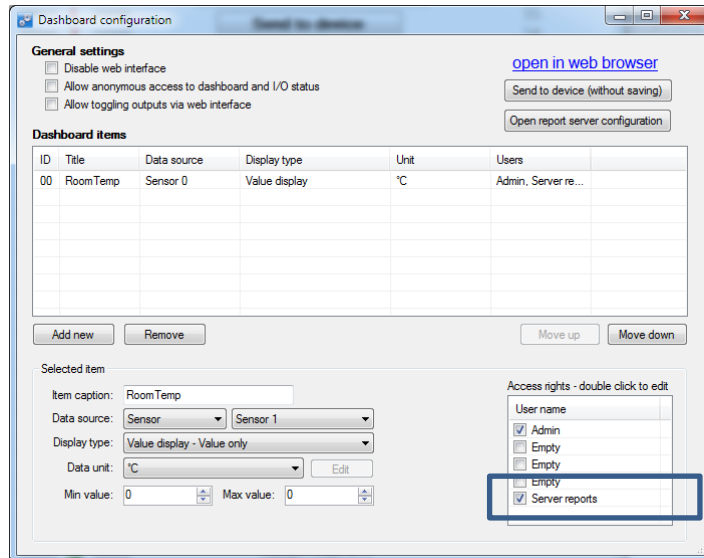 Dashboard configuration
General settings
Disable web interface
Allow anonymous access to dashboard and I/O status
Allow toggling outputs via web interface
open in web browser
Send to device (without saving)
Open report server configuration
Dashboard items
ID Title Data source Display type Unit Users
00 RoomTemp Sensor 0 Value display °C Admin, Server re...
Add new Remove Move up Move down
Selected item
Item caption: RoomTemp
Data source: Sensor Sensor 1
Display type: Value display - Value only
Data unit: °C Edit
Min value: 0 Max value: 0
Access rights - double click to edit
User name
Admin
Empty
Empty
Empty
Server reports